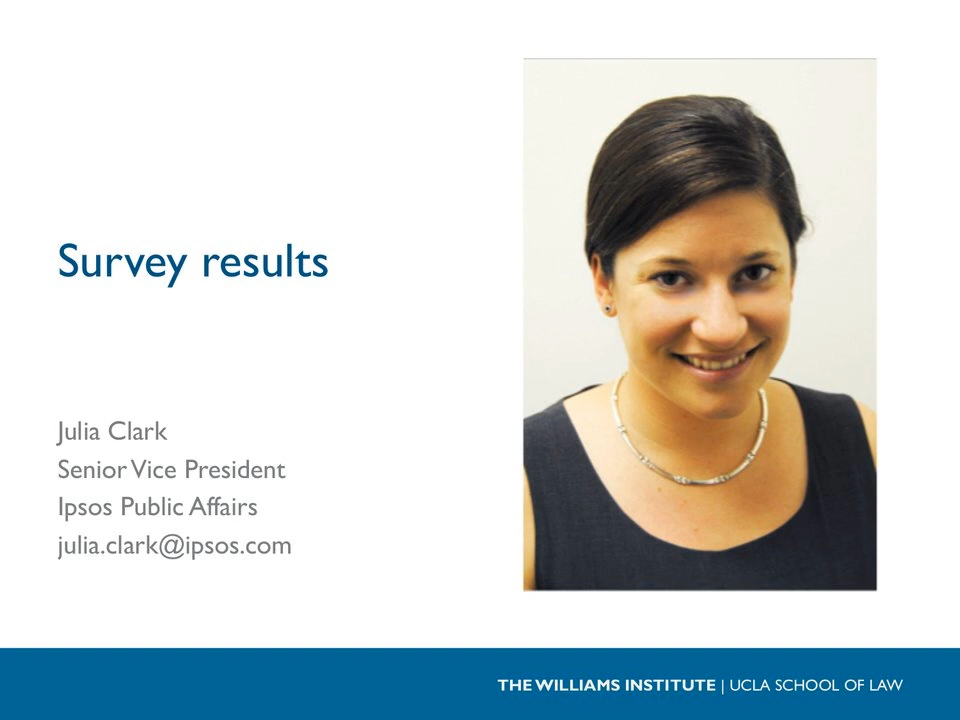 Survey results
Julia Clark
Senior Vice President
Ipsos Public Affairs
julia.clark@ipsos.com
THE WILLIAMS INSTITUTE | UCLA SCHOOL OF LAW